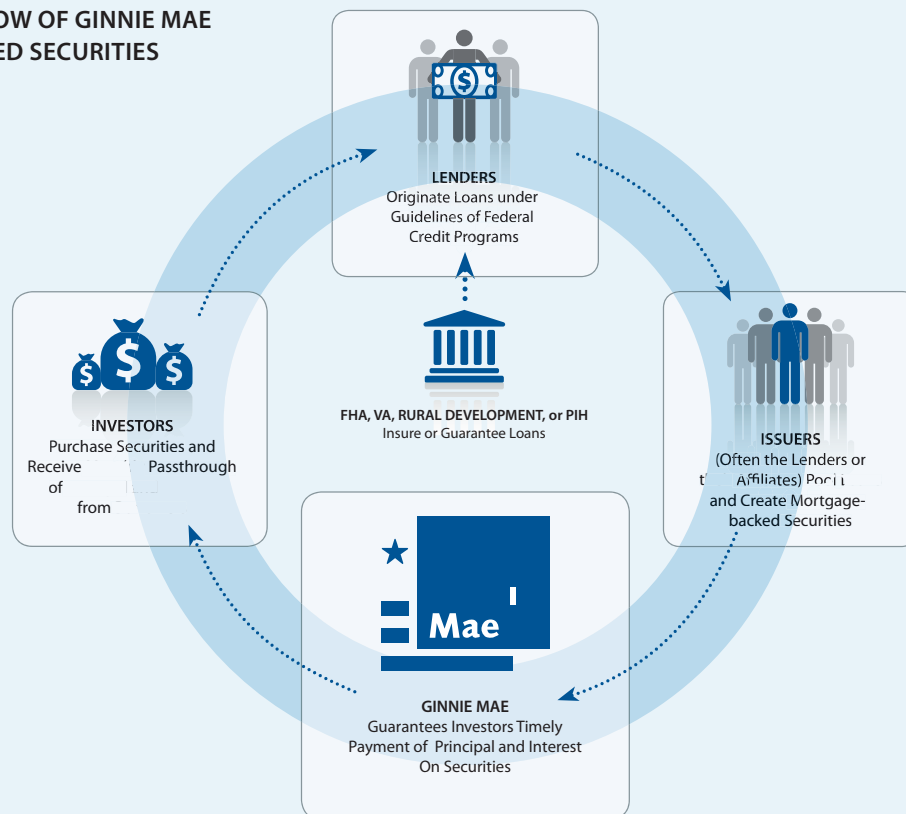 OW OF GINNIE MAE
ED SECURITIES
LENDERS
Originate Loans under
Guidelines of Federal
Credit Programs
INVESTORS
Purchase Securities and
Receive Passthrough
of
from
FHA, VA, RURAL DEVELOPMENT, or PIH
Insure or Guarantee Loans
ISSUERS
(Often the Lenders or
Affiliates)
and Create Mortgage-
backed Securities
Mae
GINNIE MAE
Guarantees Investors Timely
Payment of Principal and Interest
On Securities